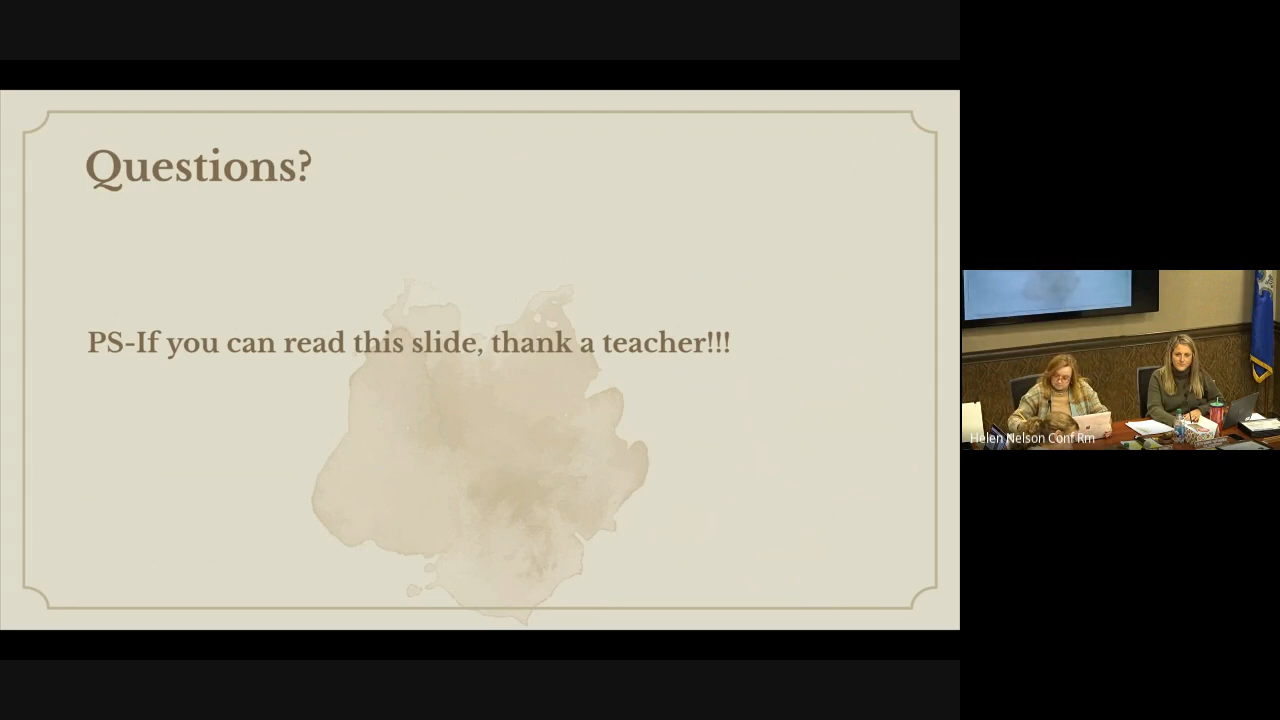 Questions?
PS-If you can read this slide, thank a teacher!!!
Helen Nelson Conf Rm